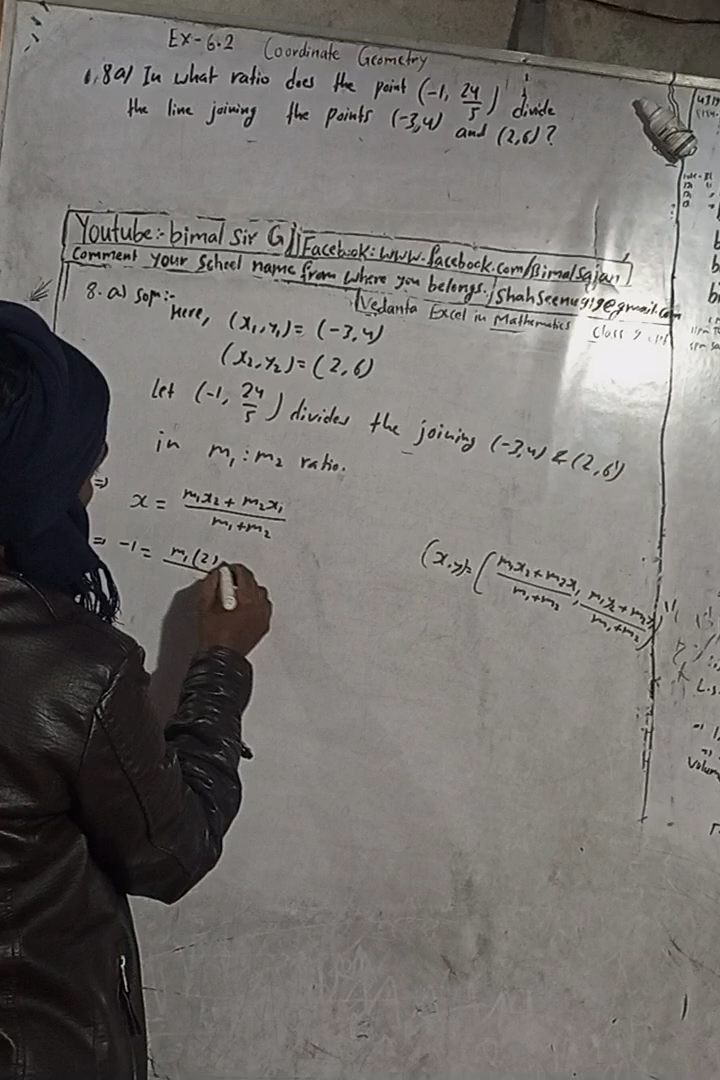 Ex-6.2 Coordinate Geometry
8a) In what ratio does the point (-1, 24/5) divide
the line joining the points (-3,4) and (2,6)?
Youtube:- bimal Sir G || Facebook: www.facebook.com/Bimalsajan
Comment your School name from where you belongs.
Vedanta Excel in Mathematics Class 9
8.a) Solⁿ:-
Here, (x₁,y₁) = (-3,4)
(x₂,y₂) = (2,6)
Let (-1, 24/5) divides the joining (-3,4) & (2,6)
in m₁:m₂ ratio.
⇒ x = m₁x₂ + m₂x₁ / m₁+m₂
⇒ -1 = m₁(2)
(x,y) = (m₁x₂+m₂x₁ / m₁+m₂, m₁y₂+m₂y₁ / m₁+m₂)